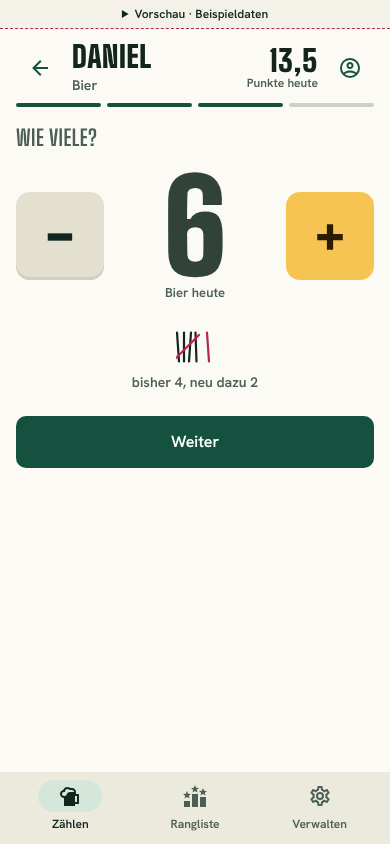 ▶ Vorschau · Beispieldaten
DANIEL
Bier
13,5
Punkte heute
WIE VIELE?
−
6
+
Bier heute
bisher 4, neu dazu 2
Weiter
Zählen
Rangliste
Verwalten